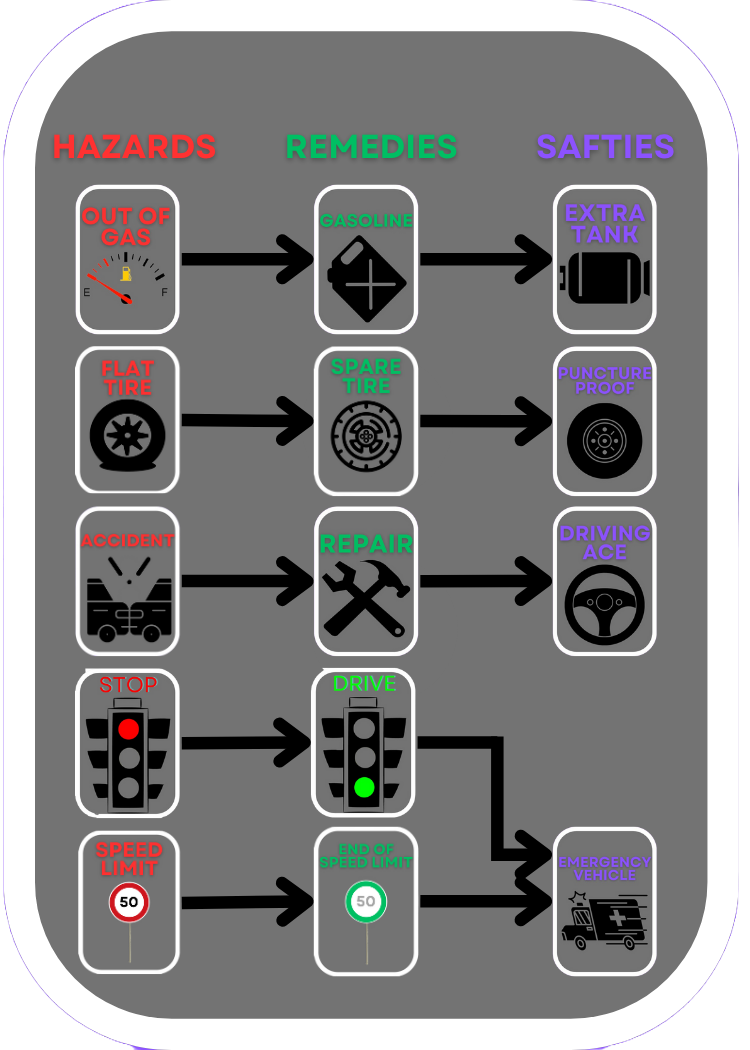 HAZARDS REMEDIES SAFTIES
OUT OF
GAS
E F
GASOLINE
EXTRA
TANK
FLAT
TIRE
SPARE
TIRE
PUNCTURE
PROOF
ACCIDENT
REPAIR
DRIVING
ACE
STOP
DRIVE
SPEED
LIMIT
50
END OF
SPEED LIMIT
50
EMERGENCY
VEHICLE